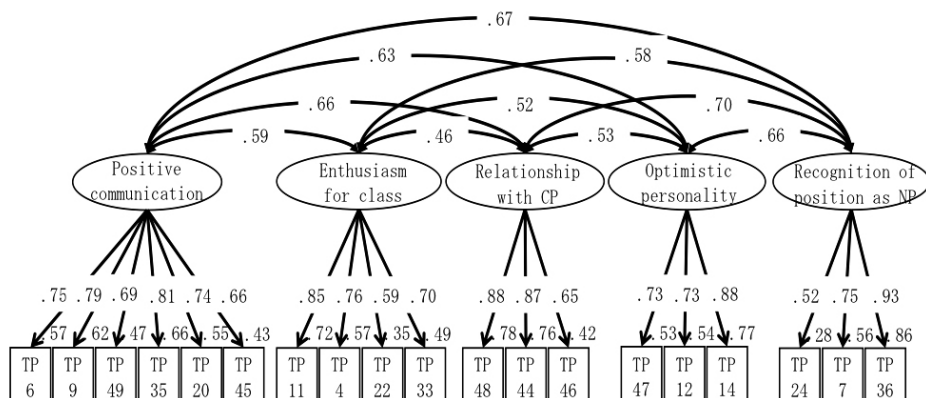 .67
.63 .58
.66 .52 .70
.59 .46 .53 .66
Positive communication
Enthusiasm for class
Relationship with CP
Optimistic personality
Recognition of position as NP
.75 .79 .69 .81 .74 .66 .85 .76 .59 .70 .88 .87 .65 .73 .73 .88 .52 .75 .93
.57 .62 .47 .66 .55 .43 .72 .57 .35 .49 .78 .76 .42 .53 .54 .77 .28 .56 .86
TP TP TP TP TP TP TP TP TP TP TP TP TP TP TP TP TP TP TP
6 9 49 35 20 45 11 4 22 33 48 44 46 47 12 14 24 7 36